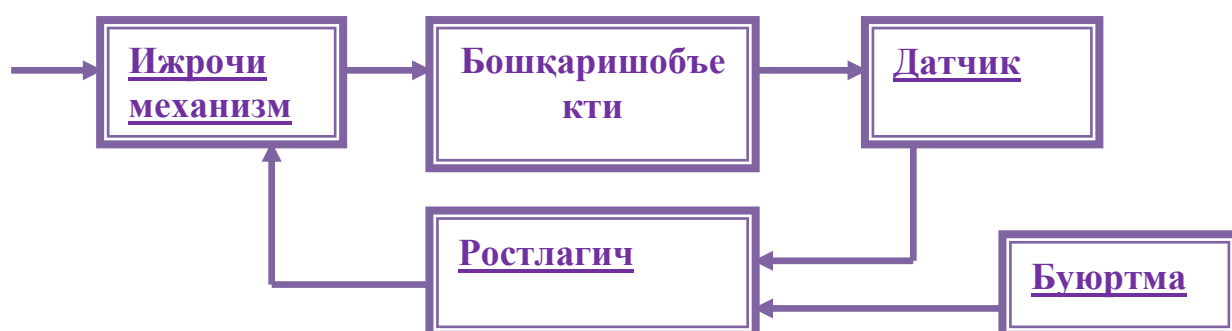 Ижрочи
механизм
Бошқаришобъе
кти
Датчик
Ростлагич
Буюртма